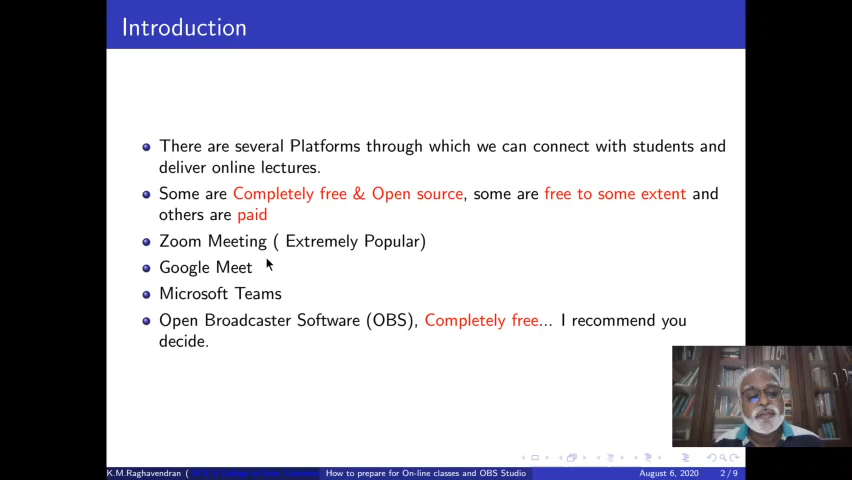 Introduction
There are several Platforms through which we can connect with students and
deliver online lectures.
Some are Completely free & Open source, some are free to some extent and
others are paid
Zoom Meeting ( Extremely Popular)
Google Meet
Microsoft Teams
Open Broadcaster Software (OBS), Completely free... I recommend you
decide.
K.M.Raghavendran (
How to prepare for On-line classes and OBS Studio
August 6, 2020
2 / 9